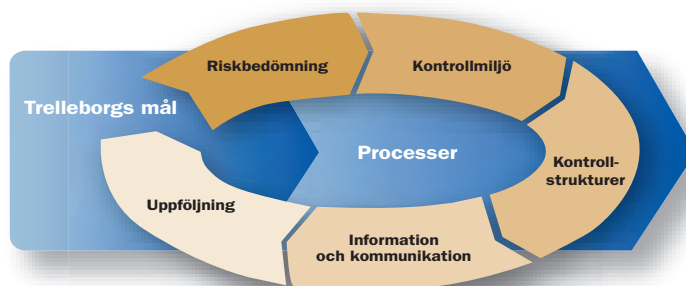 Riskbedömning
Kontrollmiljö
Trelleborgs mål
Processer
Kontroll-
strukturer
Uppföljning
Information
och kommunikation